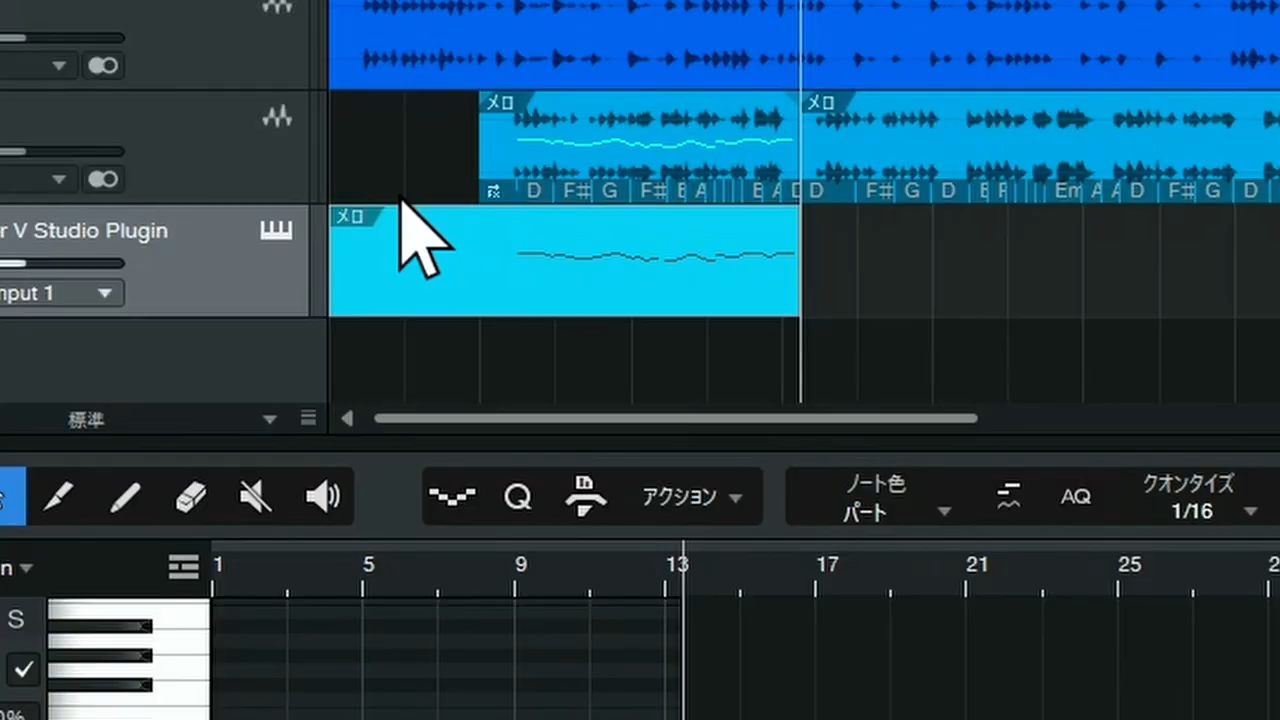 メロ
メロ
D F# G F# B A B A D D F# G D E F Em A A D F# G D
r V Studio Plugin
メロ
nput 1
標準
Q
アクション
ノート色
パート
AQ
クオンタイズ
1/16
n
1 5 9 13 17 21 25 2
S
0%